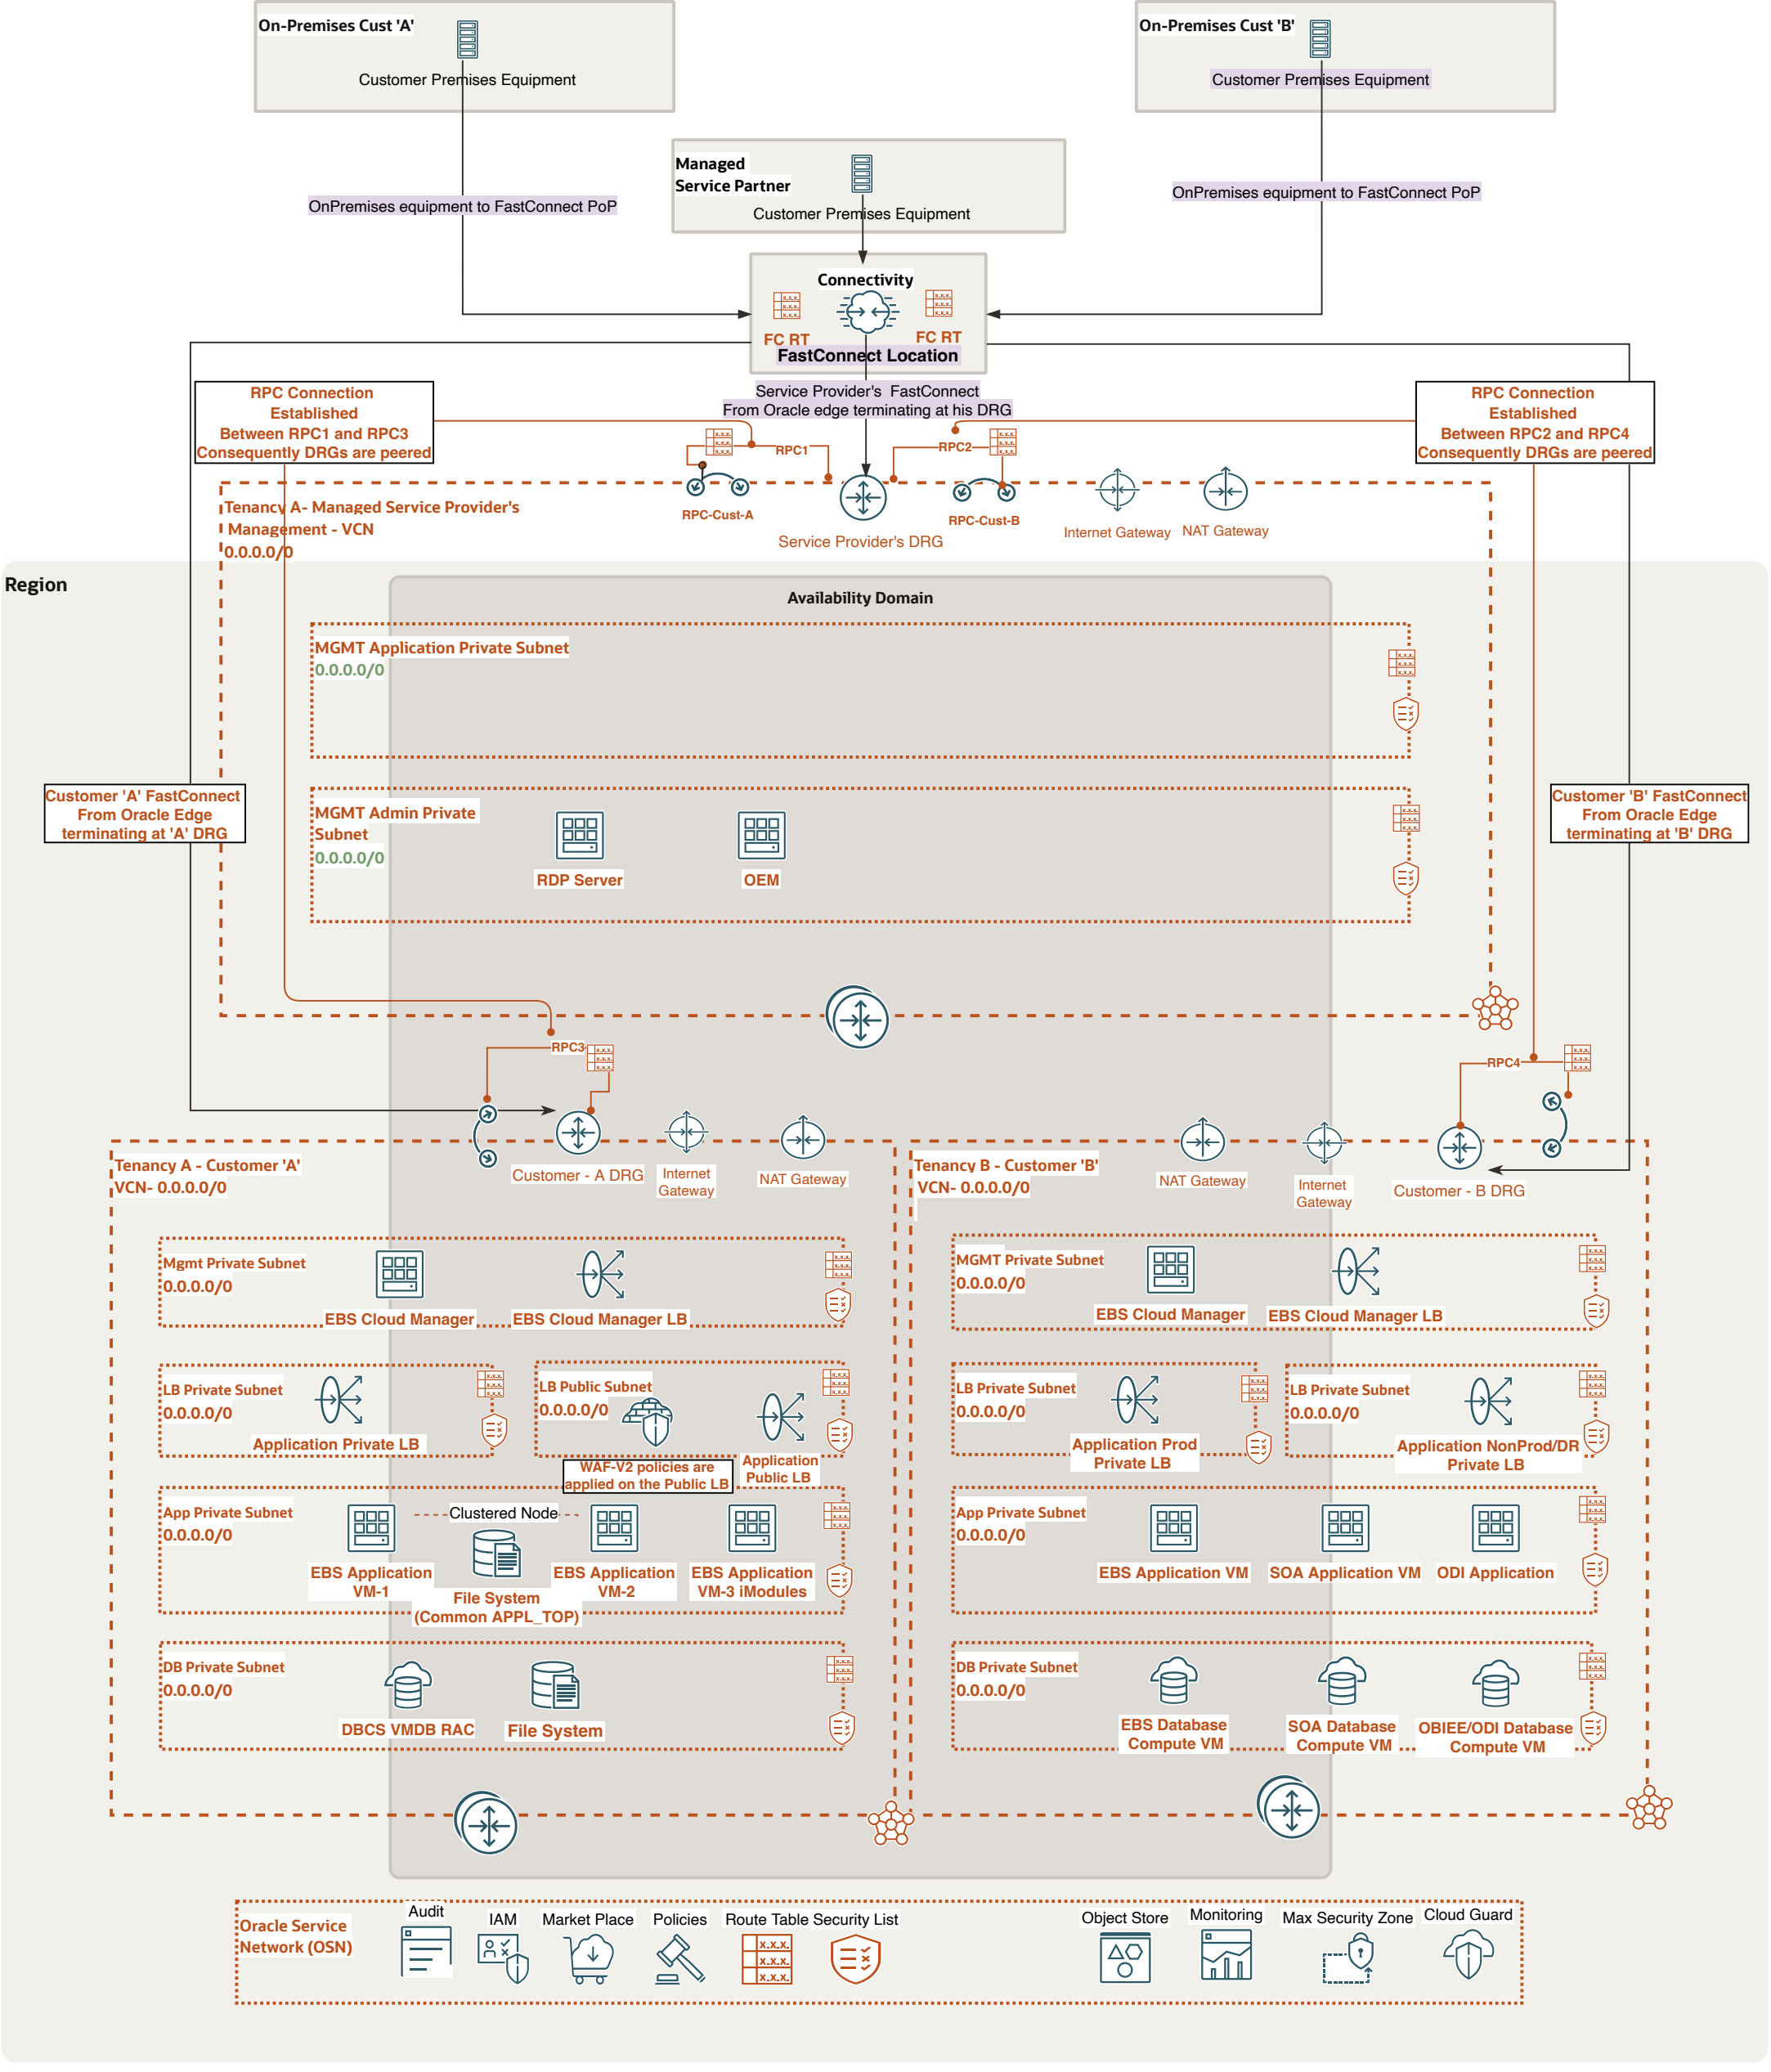 On-Premises Cust 'A'
Customer Premises Equipment
On-Premises Cust 'B'
Customer Premises Equipment
Managed
Service Partner
Customer Premises Equipment
OnPremises equipment to FastConnect PoP
OnPremises equipment to FastConnect PoP
Connectivity
FC RT
FC RT
FastConnect Location
Service Provider's FastConnect
From Oracle edge terminating at his DRG
RPC Connection
Established
Between RPC1 and RPC3
Consequently DRGs are peered
RPC Connection
Established
Between RPC2 and RPC4
Consequently DRGs are peered
RPC1
RPC2
RPC-Cust-A
RPC-Cust-B
Service Provider's DRG
Internet Gateway
NAT Gateway
Tenancy A- Managed Service Provider's
Management - VCN
0.0.0.0/0
Region
Availability Domain
MGMT Application Private Subnet
0.0.0.0/0
MGMT Admin Private
Subnet
0.0.0.0/0
RDP Server
OEM
Customer 'A' FastConnect
From Oracle Edge
terminating at 'A' DRG
Customer 'B' FastConnect
From Oracle Edge
terminating at 'B' DRG
RPC3
RPC4
Tenancy A - Customer 'A'
VCN- 0.0.0.0/0
Customer - A DRG
Internet
Gateway
NAT Gateway
Tenancy B - Customer 'B'
VCN- 0.0.0.0/0
NAT Gateway
Internet
Gateway
Customer - B DRG
Mgmt Private Subnet
0.0.0.0/0
EBS Cloud Manager
EBS Cloud Manager LB
MGMT Private Subnet
0.0.0.0/0
EBS Cloud Manager
EBS Cloud Manager LB
LB Private Subnet
0.0.0.0/0
Application Private LB
LB Public Subnet
0.0.0.0/0
WAF-V2 policies are
applied on the Public LB
Application
Public LB
LB Private Subnet
0.0.0.0/0
Application Prod
Private LB
LB Private Subnet
0.0.0.0/0
Application NonProd/DR
Private LB
App Private Subnet
0.0.0.0/0
Clustered Node
EBS Application
VM-1
File System
(Common APPL_TOP)
EBS Application
VM-2
EBS Application
VM-3 iModules
App Private Subnet
0.0.0.0/0
EBS Application VM
SOA Application VM
ODI Application
DB Private Subnet
0.0.0.0/0
DBCS VMDB RAC
File System
DB Private Subnet
0.0.0.0/0
EBS Database
Compute VM
SOA Database
Compute VM
OBIEE/ODI Database
Compute VM
Oracle Service
Network (OSN)
Audit
IAM
Market Place
Policies
Route Table
Security List
Object Store
Monitoring
Max Security Zone
Cloud Guard